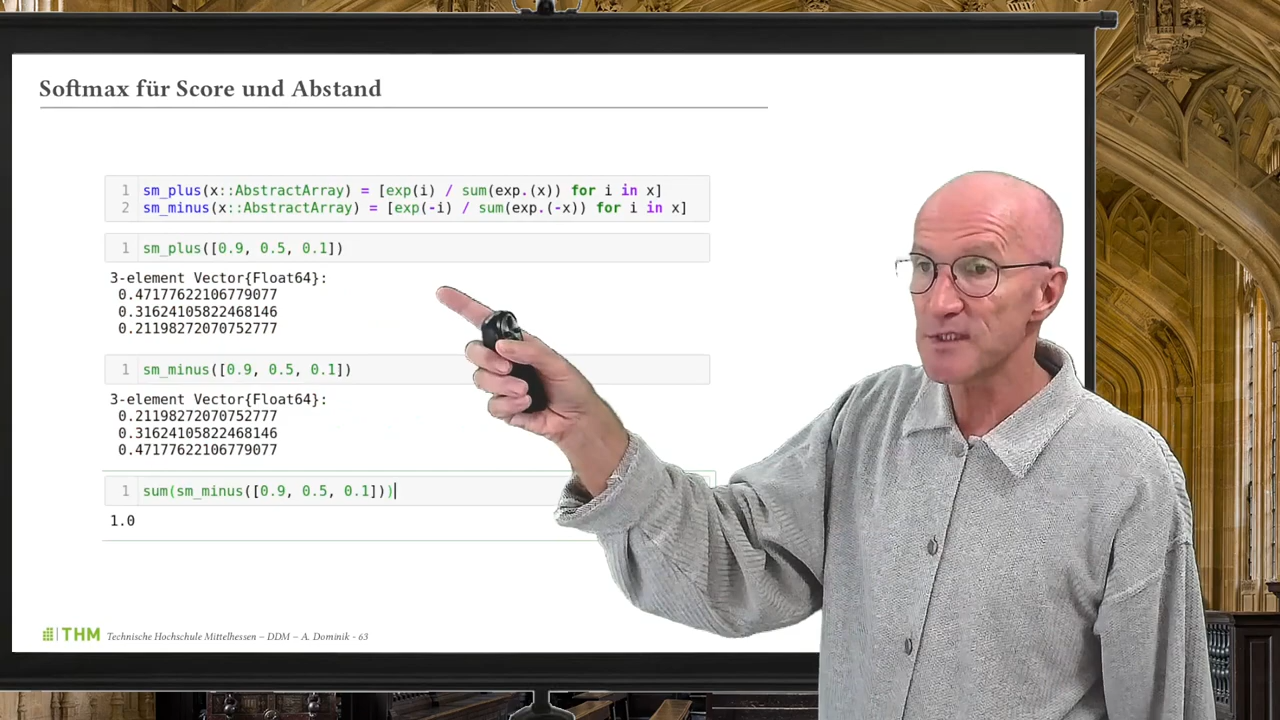 Softmax für Score und Abstand
1 sm_plus(x::AbstractArray) = [exp(i) / sum(exp.(x)) for i in x]
2 sm_minus(x::AbstractArray) = [exp(-i) / sum(exp.(-x)) for i in x]
1 sm_plus([0.9, 0.5, 0.1])
3-element Vector{Float64}:
0.47177622106779077
0.31624105822468146
0.21198272070752777
1 sm_minus([0.9, 0.5, 0.1])
3-element Vector{Float64}:
0.21198272070752777
0.31624105822468146
0.47177622106779077
1 sum(sm_minus([0.9, 0.5, 0.1]))
1.0
THM Technische Hochschule Mittelhessen – DDM – A. Dominik - 63